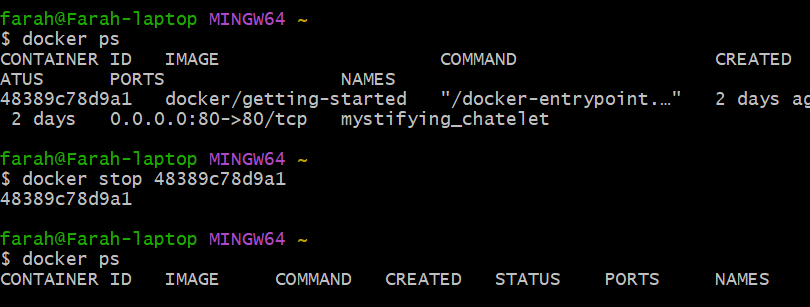 farah@Farah-laptop MINGW64 ~
$ docker ps
CONTAINER ID   IMAGE                    COMMAND                  CREATED
ATUS      PORTS                NAMES
48389c78d9a1   docker/getting-started   "/docker-entrypoint.…"   2 days ag
 2 days   0.0.0.0:80->80/tcp   mystifying_chatelet
farah@Farah-laptop MINGW64 ~
$ docker stop 48389c78d9a1
48389c78d9a1
farah@Farah-laptop MINGW64 ~
$ docker ps
CONTAINER ID   IMAGE     COMMAND   CREATED   STATUS    PORTS     NAMES